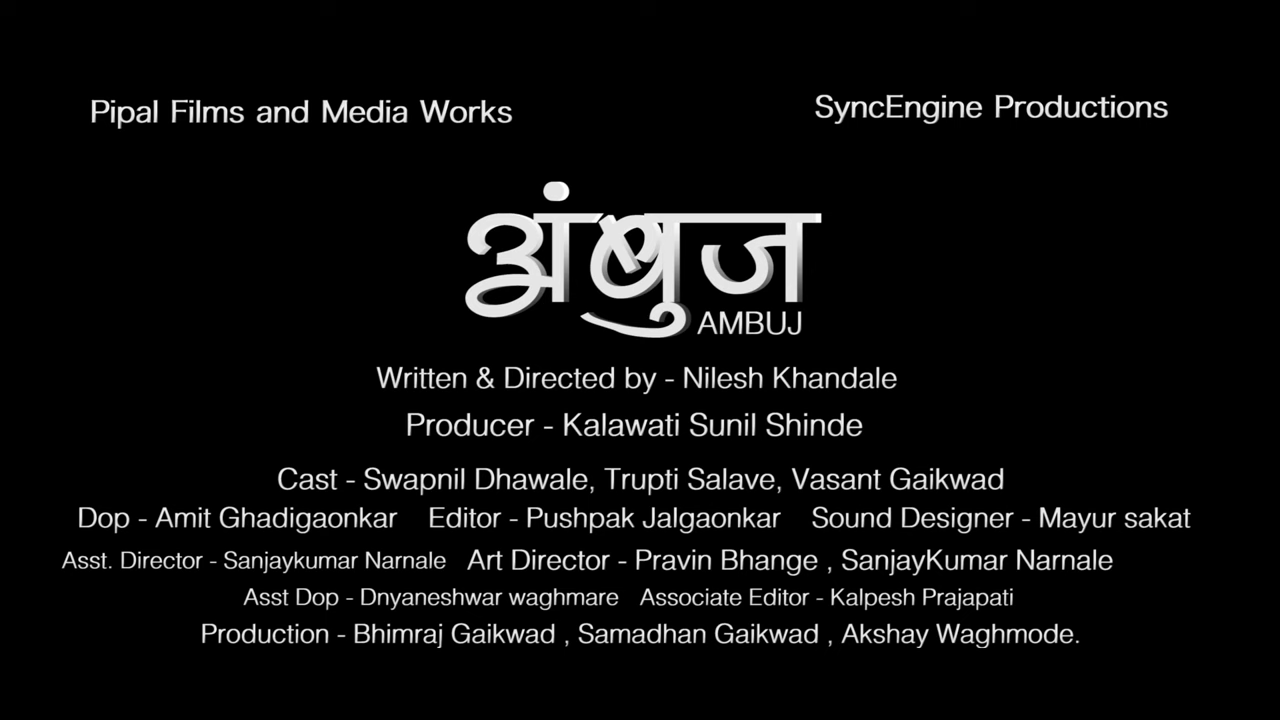 Pipal Films and Media Works
SyncEngine Productions
अंबुज
AMBUJ
Written & Directed by - Nilesh Khandale
Producer - Kalawati Sunil Shinde
Cast - Swapnil Dhawale, Trupti Salave, Vasant Gaikwad
Dop - Amit Ghadigaonkar Editor - Pushpak Jalgaonkar Sound Designer - Mayur sakat
Asst. Director - Sanjaykumar Narnale Art Director - Pravin Bhange , SanjayKumar Narnale
Asst Dop - Dnyaneshwar waghmare Associate Editor - Kalpesh Prajapati
Production - Bhimraj Gaikwad , Samadhan Gaikwad , Akshay Waghmode.